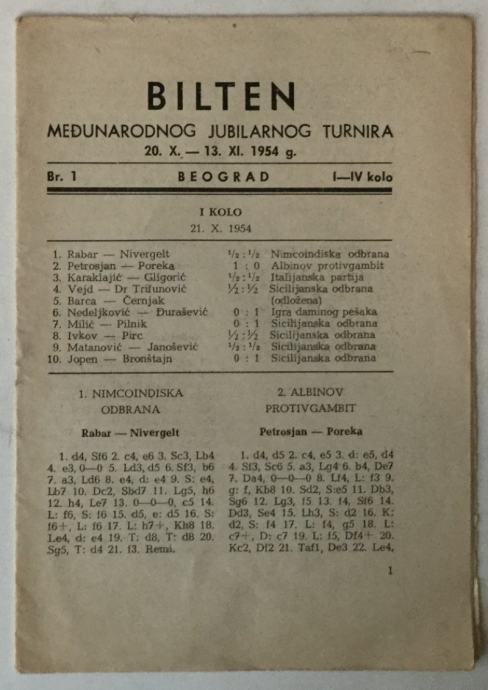 BILTEN
MEĐUNARODNOG JUBILARNOG TURNIRA
20. X. — 13. XI. 1954 g.
Br. 1 BEOGRAD I—IV kolo
I KOLO
21. X. 1954
1. Rabar — Nivergelt ½ : ½ Nimcoindiska odbrana
2. Petrosjan — Poreka 1 : 0 Albinov protivgambit
3. Karaklajić — Gligorić ½ : ½ Italijanska partija
4. Vejd — Dr Trifunović ½ : ½ Sicilijanska odbrana
5. Barca — Černjak (odložena)
6. Nedeljković — Đurašević 0 : 1 Igra daminog pešaka
7. Milić — Pilnik 0 : 1 Sicilijanska odbrana
8. Ivkov — Pirc ½ : ½ Sicilijanska odbrana
9. Matanović — Janošević ½ : ½ Sicilijanska odbrana
10. Jopen — Bronštajn 0 : 1 Sicilijanska odbrana
1. NIMCOINDISKA
ODBRANA
Rabar — Nivergelt
1. d4, Sf6 2. c4, e6 3. Sc3, Lb4
4. e3, 0—0 5. Ld3, d5 6. Sf3, b6
7. a3, Ld6 8. e4, d: e4 9. S: e4,
Lb7 10. Dc2, Sbd7 11. Lg5, h6
12. h4, Le7 13. 0—0—0, c5 14.
L: f6, S: f6 15. d5, e: d5 16. S:
f6+, L: f6 17. L: h7+, Kh8 18.
Le4, d: e4 19. T: d8, T: d8 20.
Sg5, T: d4 21. f3. Remi.
2. ALBINOV
PROTIVGAMBIT
Petrosjan — Poreka
1. d4, d5 2. c4, e5 3. d: e5, d4
4. Sf3, Sc6 5. a3, Lg4 6. b4, De7
7. Da4, 0—0—0 8. Lf4, L: f3 9.
g: f, Kb8 10. Sd2, S:e5 11. Db3,
Sg6 12. Lg3, f5 13. f4, Sf6 14.
Dd3, Se4 15. Lh3, S: d2 16. K:
d2, S: f4 17. L: f4, g5 18. L:
c7+, D: c7 19. L: f5, Df4+ 20.
Kc2, Df2 21. Taf1, De3 22. Le4,
1